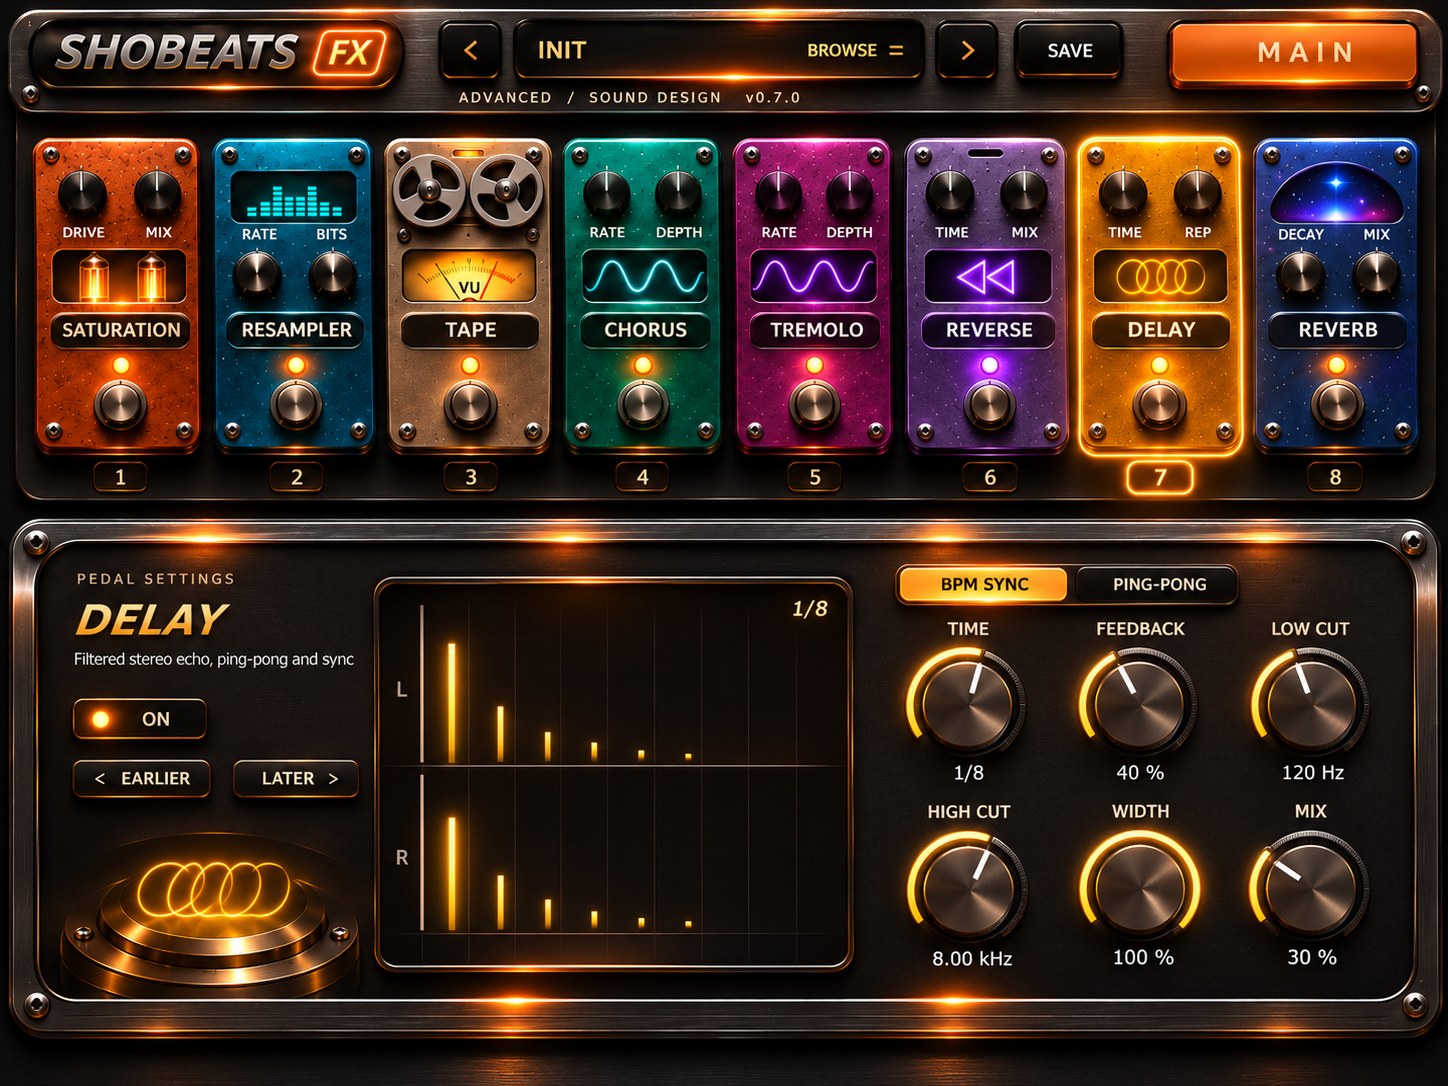 SHOBEATS FX
< INIT BROWSE = > SAVE MAIN
ADVANCED / SOUND DESIGN v0.7.0
DRIVE MIX
SATURATION
1
RATE BITS
RESAMPLER
2
VU
TAPE
3
RATE DEPTH
CHORUS
4
RATE DEPTH
TREMOLO
5
TIME MIX
REVERSE
6
TIME REP
DELAY
7
DECAY MIX
REVERB
8
PEDAL SETTINGS
DELAY
Filtered stereo echo, ping-pong and sync
ON
< EARLIER LATER >
1/8
L
R
BPM SYNC PING-PONG
TIME FEEDBACK LOW CUT
1/8 40 % 120 Hz
HIGH CUT WIDTH MIX
8.00 kHz 100 % 30 %